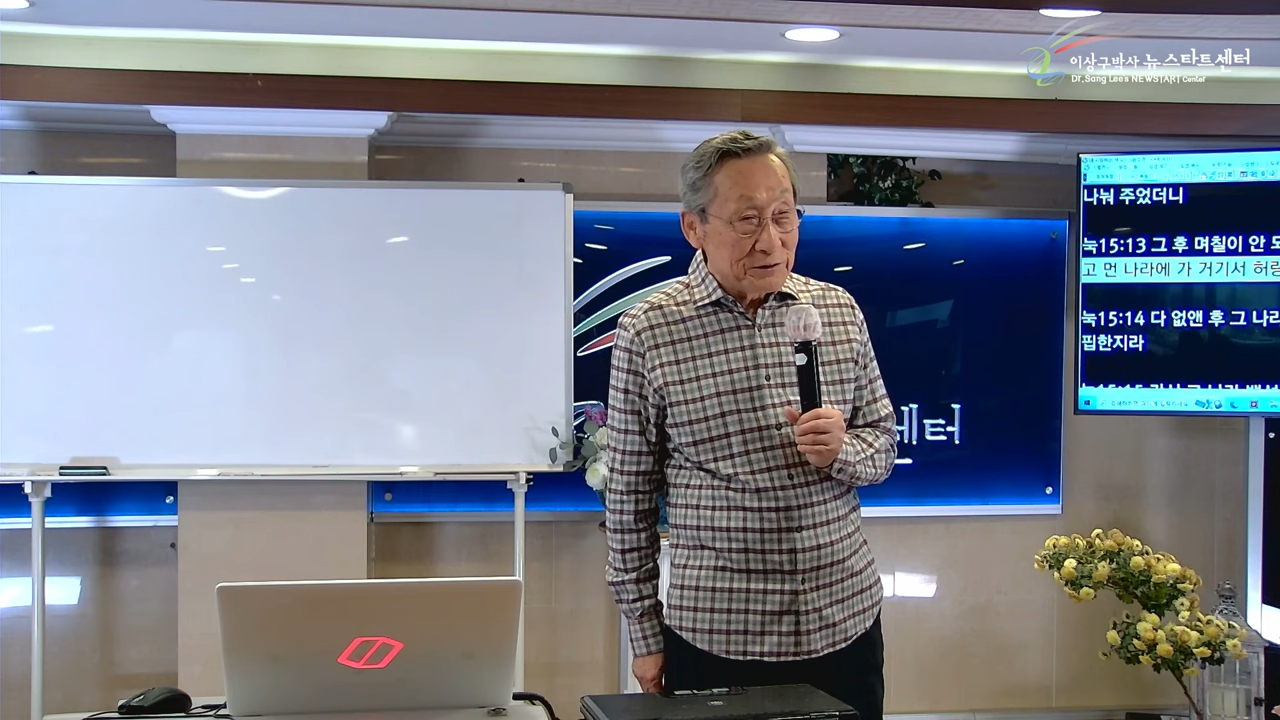 이상구박사 뉴스타트센터
Dr.Sang Lee's NEWSTART Center
나눠 주었더니
눅15:13 그 후 며칠이 안
고 먼 나라에 가 거기서 허랑
눅15:14 다 없앤 후 그 나라
핍한지라
센터